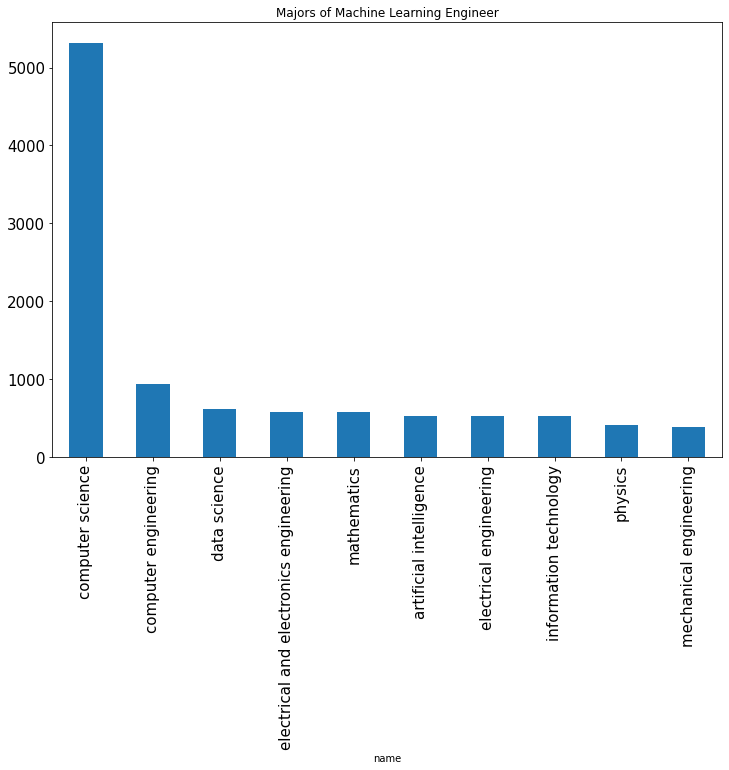 Majors of Machine Learning Engineer
5000
4000
3000
2000
1000
0
computer science
computer engineering
data science
electrical and electronics engineering
mathematics
artificial intelligence
electrical engineering
information technology
physics
mechanical engineering
name